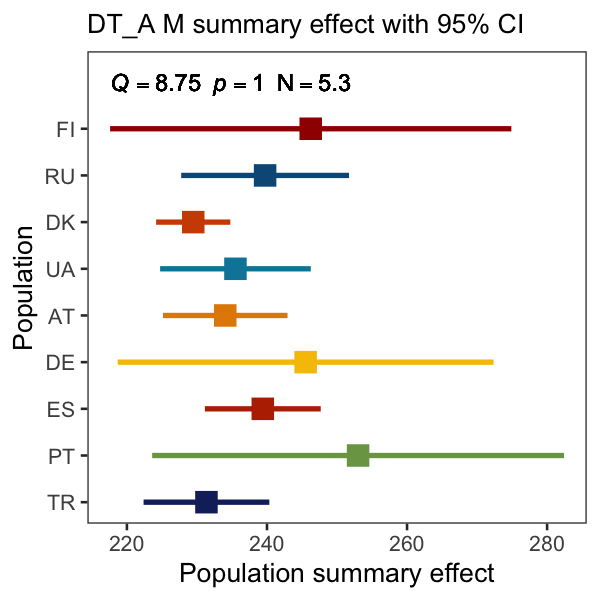 DT_A M summary effect with 95% CI
Q = 8.75 p = 1 N = 5.3
FI
RU
DK
UA
AT
DE
ES
PT
TR
Population
220 240 260 280
Population summary effect